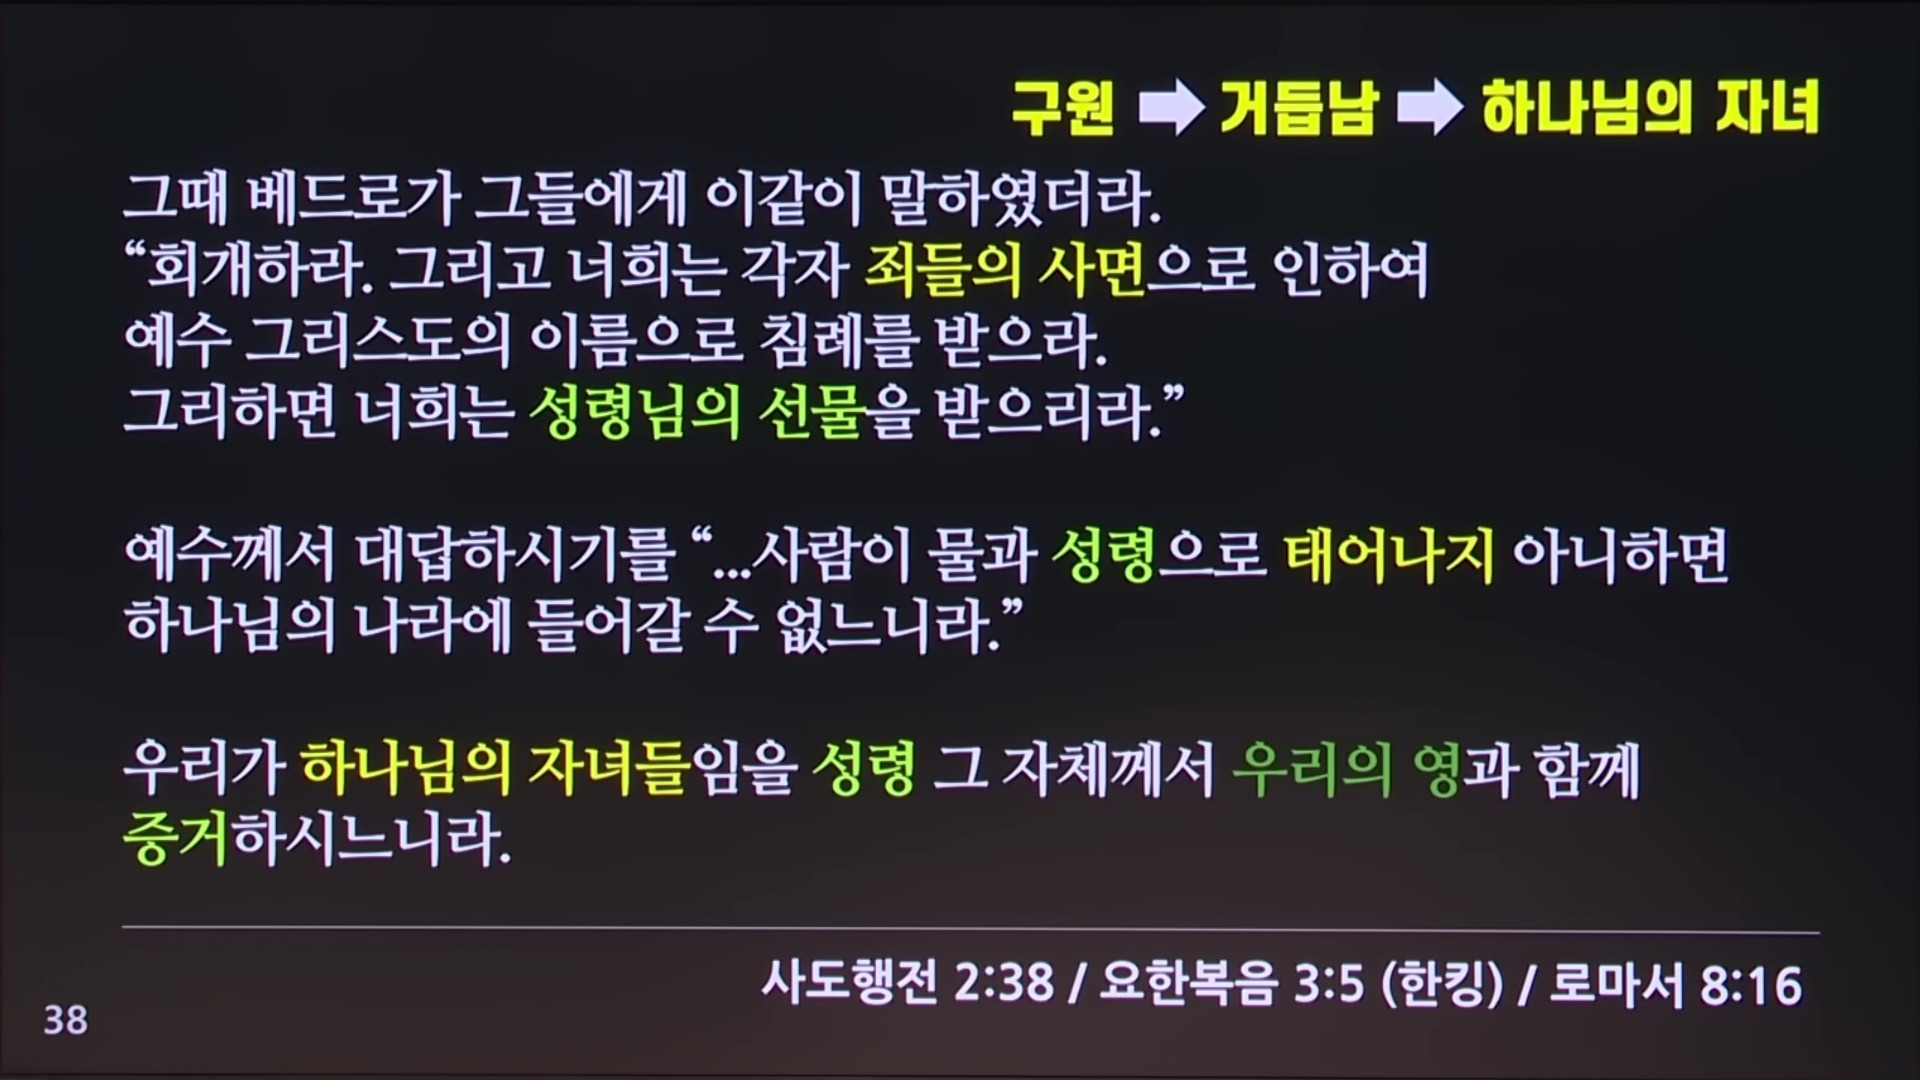 구원 ➡ 거듭남 ➡ 하나님의 자녀
그때 베드로가 그들에게 이같이 말하였더라.
“회개하라. 그리고 너희는 각자 죄들의 사면으로 인하여
예수 그리스도의 이름으로 침례를 받으라.
그리하면 너희는 성령님의 선물을 받으리라.”
예수께서 대답하시기를 “...사람이 물과 성령으로 태어나지 아니하면
하나님의 나라에 들어갈 수 없느니라.”
우리가 하나님의 자녀들임을 성령 그 자체께서 우리의 영과 함께
증거하시느니라.
사도행전 2:38 / 요한복음 3:5 (한킹) / 로마서 8:16
38